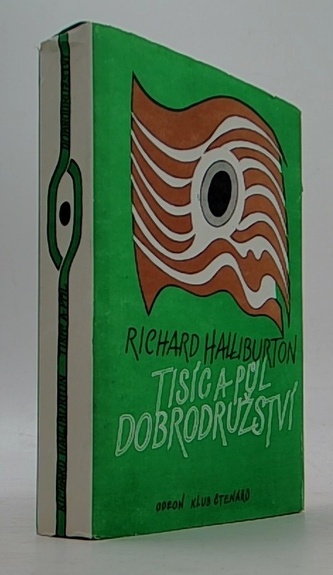 RICHARD HALLIBURTON
TISÍC A PŮL
DOBRODRUŽSTVÍ
ODEON KLUB ČTENÁŘŮ